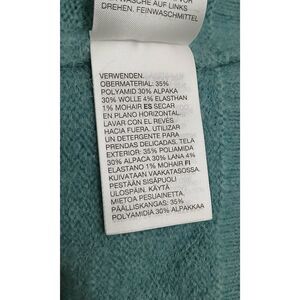 WÄSCHE AUF LINKS
DREHEN. FEINWASCHMITTEL
VERWENDEN.
OBERMATERIAL: 35%
POLYAMID 30% ALPAKA
30% WOLLE 4% ELASTHAN
1% MOHAIR ES SECAR
EN PLANO HORIZONTAL.
LAVAR CON EL REVES
HACIA FUERA. UTILIZAR
UN DETERGENTE PARA
PRENDAS DELICADAS, TELA
EXTERIOR: 35% POLIAMIDA
30% ALPACA 30% LANA 4%
ELASTANO 1% MOHAIR FI
KUIVATAAN VAAKATASOSSA.
PESTÄÄN SISÄPUOLI
ULOSPÄIN. KÄYTÄ
MIETOA PESUAINETTA.
PÄÄLLISKANGAS: 35%
POLYAMIDIA 30% ALPAKKAA